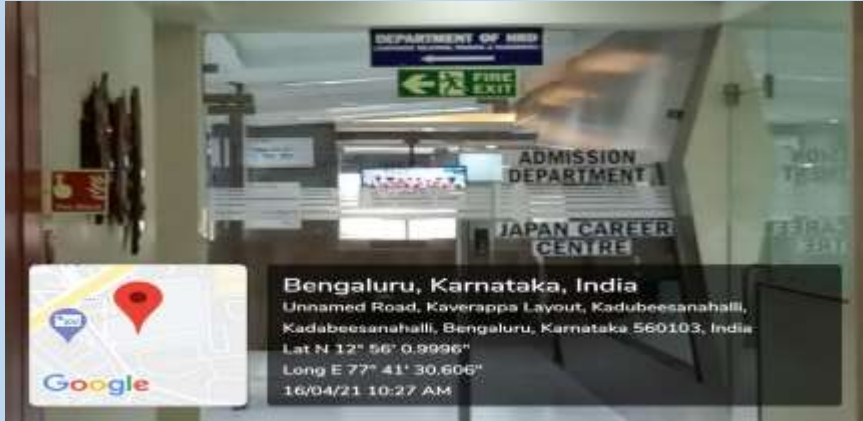 DEPARTMENT OF HRD
FIRE
EXIT
ADMISSION
DEPARTMENT
JAPAN CAREER
CENTRE
Bengaluru, Karnataka, India
Unnamed Road, Kaverappa Layout, Kadubeesanahalli,
Kadabeesanahalli, Bengaluru, Karnataka 560103, India
Lat N 12° 56' 0.9996"
Long E 77° 41' 30.606"
16/04/21 10:27 AM
Google